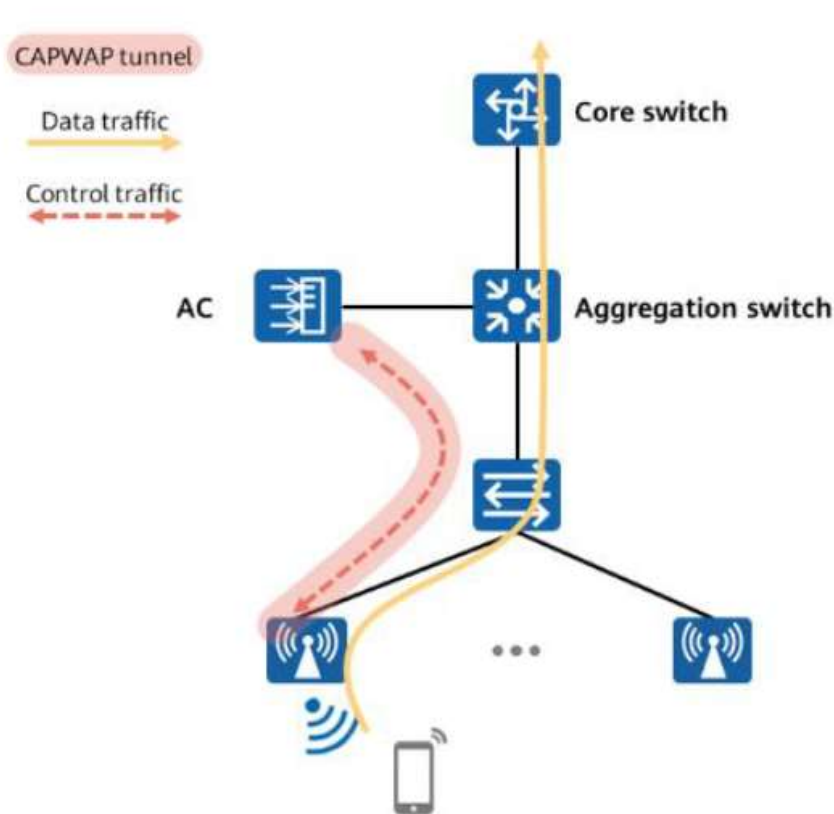 CAPWAP tunnel
Data traffic
Control traffic
Core switch
AC
Aggregation switch